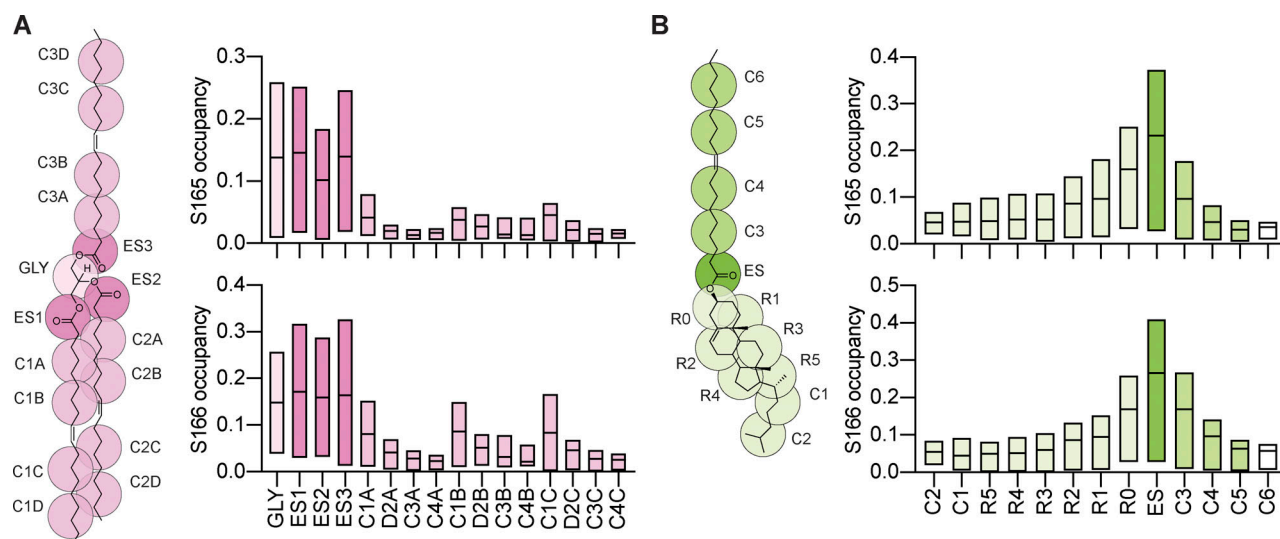 A
C3D
C3C
C3B
C3A
ES3
GLY
H
O
O
O
O
O
O
ES2
ES1
C1A
C2A
C1B
C2B
C1C
C2C
C1D
C2D
S165 occupancy
0.3
0.2
0.1
0.0
S166 occupancy
0.4
0.3
0.2
0.1
0.0
GLY
ES1
ES2
ES3
C1A
D2A
C3A
C4A
C1B
D2B
C3B
C4B
C1C
D2C
C3C
C4C
B
C6
C5
C4
C3
ES
O
O
R0
R1
R3
R2
R5
R4
C1
C2
S165 occupancy
0.4
0.3
0.2
0.1
0.0
S166 occupancy
0.5
0.4
0.3
0.2
0.1
0.0
C2
C1
R5
R4
R3
R2
R1
R0
ES
C3
C4
C5
C6